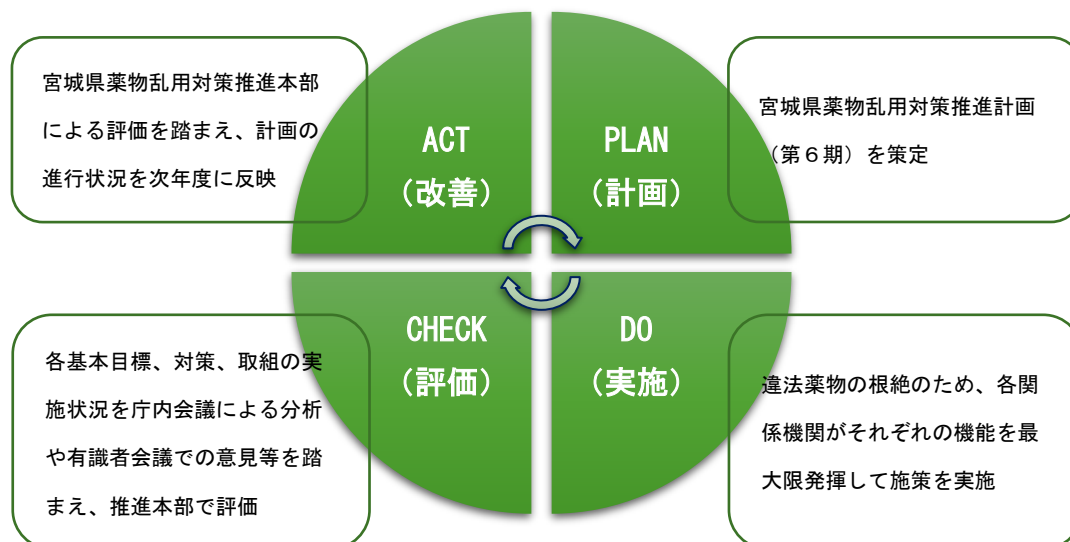 宮城県薬物乱用対策推進本部
による評価を踏まえ、計画の
進行状況を次年度に反映
ACT
（改善）
PLAN
（計画）
宮城県薬物乱用対策推進計画
（第６期）を策定
各基本目標、対策、取組の実
施状況を庁内会議による分析
や有識者会議での意見等を踏
まえ、推進本部で評価
CHECK
（評価）
DO
（実施）
違法薬物の根絶のため、各関
係機関がそれぞれの機能を最
大限発揮して施策を実施